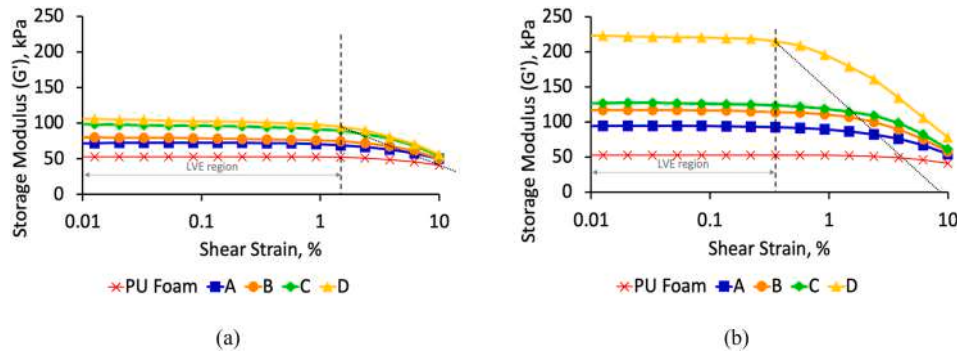 Storage Modulus (G'), kPa
250
200
150
100
50
0
LVE region
0.01 0.1 1 10
Shear Strain, %
PU Foam A B C D
(a)
Storage Modulus (G'), kPa
250
200
150
100
50
0
LVE region
0.01 0.1 1 10
Shear Strain, %
PU Foam A B C D
(b)